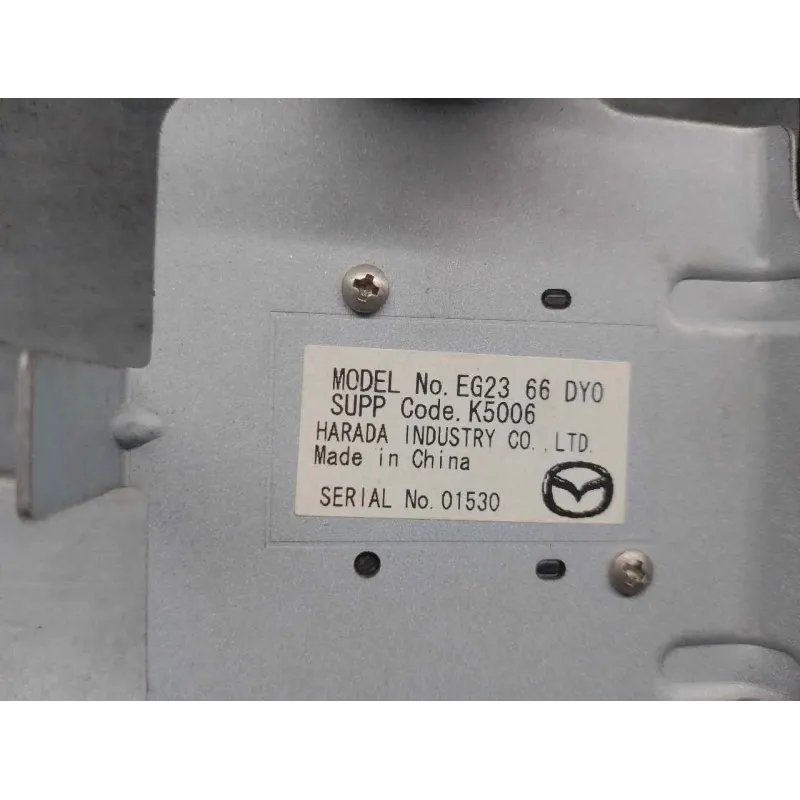 MODEL No. EG23 66 DY0
SUPP Code. K5006
HARADA INDUSTRY CO., LTD.
Made in China
SERIAL No. 01530